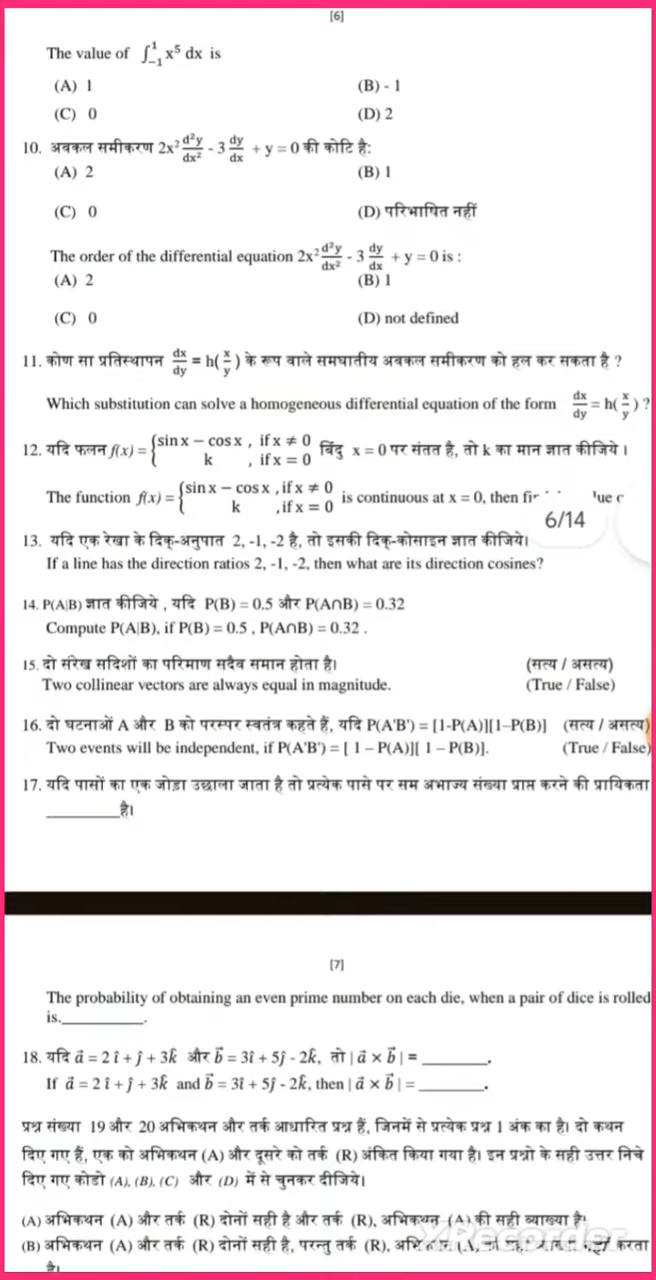 [6]
The value of ∫₋₁¹ x⁵ dx is
(A) 1 (B) - 1
(C) 0 (D) 2
10. अवकल समीकरण 2x² d²y/dx² - 3 dy/dx + y = 0 की कोटि है:
(A) 2 (B) 1
(C) 0 (D) परिभाषित नहीं
The order of the differential equation 2x² d²y/dx² - 3 dy/dx + y = 0 is :
(A) 2 (B) 1
(C) 0 (D) not defined
11. कोण सा प्रतिस्थापन dx/dy = h(x/y) के रूप वाले समघातीय अवकल समीकरण को हल कर सकता है ?
Which substitution can solve a homogeneous differential equation of the form dx/dy = h(x/y) ?
12. यदि फलन f(x) = { sin x − cos x , if x ≠ 0
k , if x = 0 बिंदु x = 0 पर संतत है, तो k का मान ज्ञात कीजिये ।
The function f(x) = { sin x − cos x , if x ≠ 0
k , if x = 0 is continuous at x = 0, then
6/14
13. यदि एक रेखा के दिक्-अनुपात 2, -1, -2 है, तो इसकी दिक्-कोसाइन ज्ञात कीजिये।
If a line has the direction ratios 2, -1, -2, then what are its direction cosines?
14. P(A|B) ज्ञात कीजिये , यदि P(B) = 0.5 और P(A∩B) = 0.32
Compute P(A|B), if P(B) = 0.5 , P(A∩B) = 0.32 .
15. दो संरेख सदिशों का परिमाण सदैव समान होता है। (सत्य / असत्य)
Two collinear vectors are always equal in magnitude. (True / False)
16. दो घटनाओं A और B को परस्पर स्वतंत्र कहते हैं, यदि P(A'B') = [1-P(A)][1–P(B)] (सत्य / असत्य)
Two events will be independent, if P(A'B') = [ 1 – P(A)][ 1 – P(B)]. (True / False)
17. यदि पासों का एक जोड़ा उछाला जाता है तो प्रत्येक पासे पर सम अभाज्य संख्या प्राप्त करने की प्रायिकता
_________है।
[7]
The probability of obtaining an even prime number on each die, when a pair of dice is rolled
is.__________.
18. यदि a⃗ = 2 î + ĵ + 3k̂ और b⃗ = 3î + 5ĵ - 2k̂, तो | a⃗ × b⃗ | = ________.
If a⃗ = 2 î + ĵ + 3k̂ and b⃗ = 3î + 5ĵ - 2k̂, then | a⃗ × b⃗ | = ________.
प्रश्न संख्या 19 और 20 अभिकथन और तर्क आधारित प्रश्न हैं, जिनमें से प्रत्येक प्रश्न 1 अंक का है। दो कथन
दिए गए हैं, एक को अभिकथन (A) और दूसरे को तर्क (R) अंकित किया गया है। इन प्रश्नो के सही उत्तर निचे
दिए गए कोडो (A), (B), (C) और (D) में से चुनकर दीजिये।
(A) अभिकथन (A) और तर्क (R) दोनों सही है और तर्क (R), अभिकथन (A) की सही व्याख्या है।
(B) अभिकथन (A) और तर्क (R) दोनों सही है, परन्तु तर्क (R), नहीं करता
है।
XRecorder